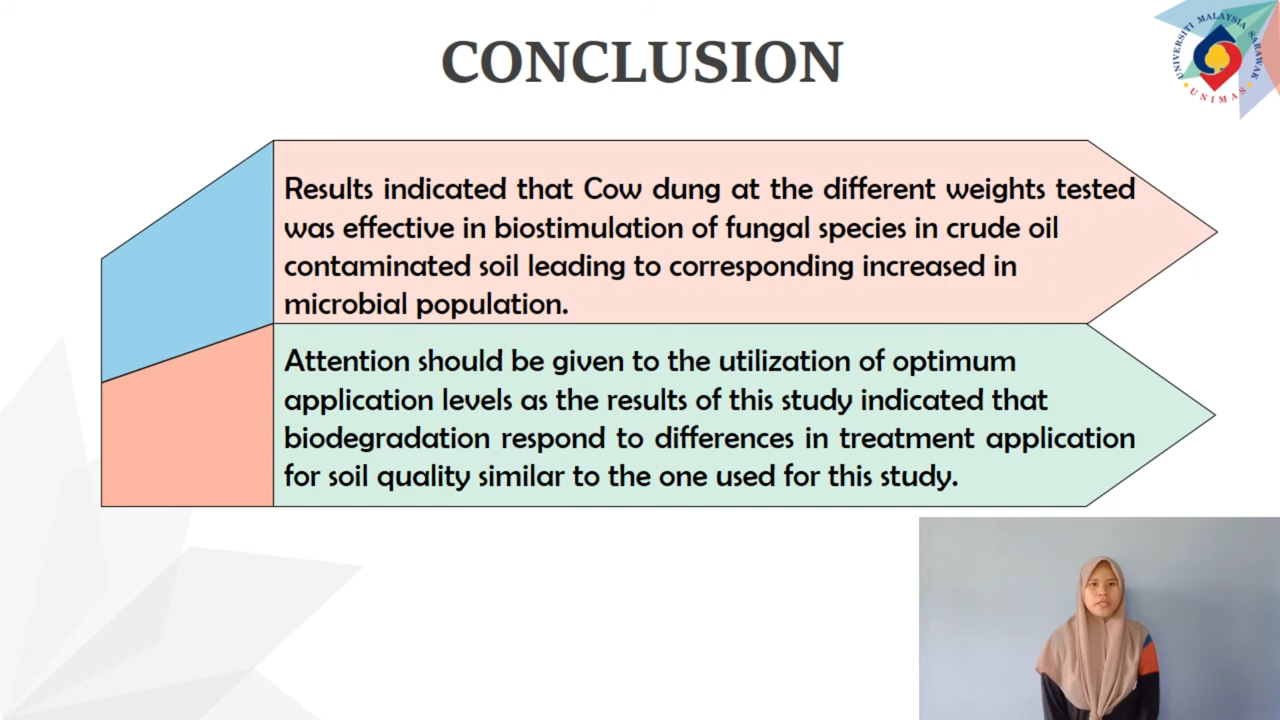 CONCLUSION
UNIVERSITI MALAYSIA SARAWAK
UNIMAS
Results indicated that Cow dung at the different weights tested
was effective in biostimulation of fungal species in crude oil
contaminated soil leading to corresponding increased in
microbial population.
Attention should be given to the utilization of optimum
application levels as the results of this study indicated that
biodegradation respond to differences in treatment application
for soil quality similar to the one used for this study.